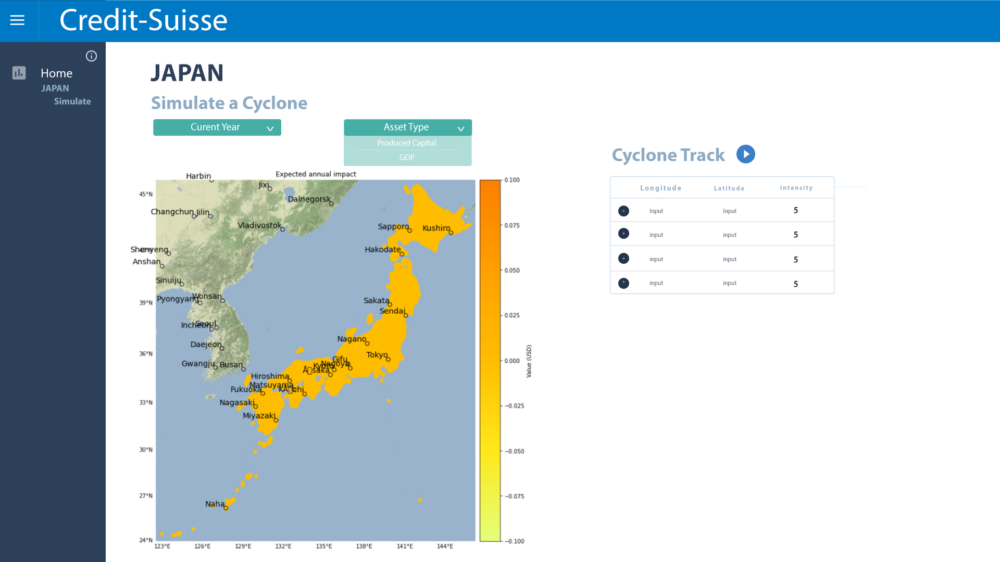 Credit-Suisse
Home
JAPAN
Simulate
JAPAN
Simulate a Cyclone
Curent Year
Asset Type
Produced Capital
GDP
Cyclone Track
Longitude Latitude Intensity
Input Input 5
input input 5
input input 5
input input 5
Expected annual impact
Harbin
Jixi
Dalnegorsk
Changchun
Jilin
Vladivostok
Sapporo
Kushiro
Anshan
Hakodate
Sinuiju
Pyongyang
Wonsan
Sakata
Sendai
Incheon
Seoul
Daejeon
Nagano
Gwangju
Busan
Tokyo
Gifu
Nagoya
Kyoto
Å▯saka
Hiroshima
Matsuyama
Fukuoka
KÅ▯chi
Nagasaki
Miyazaki
Naha
45°N
39°N
36°N
33°N
30°N
27°N
24°N
123°E 126°E 129°E 132°E 135°E 138°E 141°E 144°E
0.100
0.075
0.050
0.025
0.000
−0.025
−0.050
−0.075
−0.100
Value (USD)